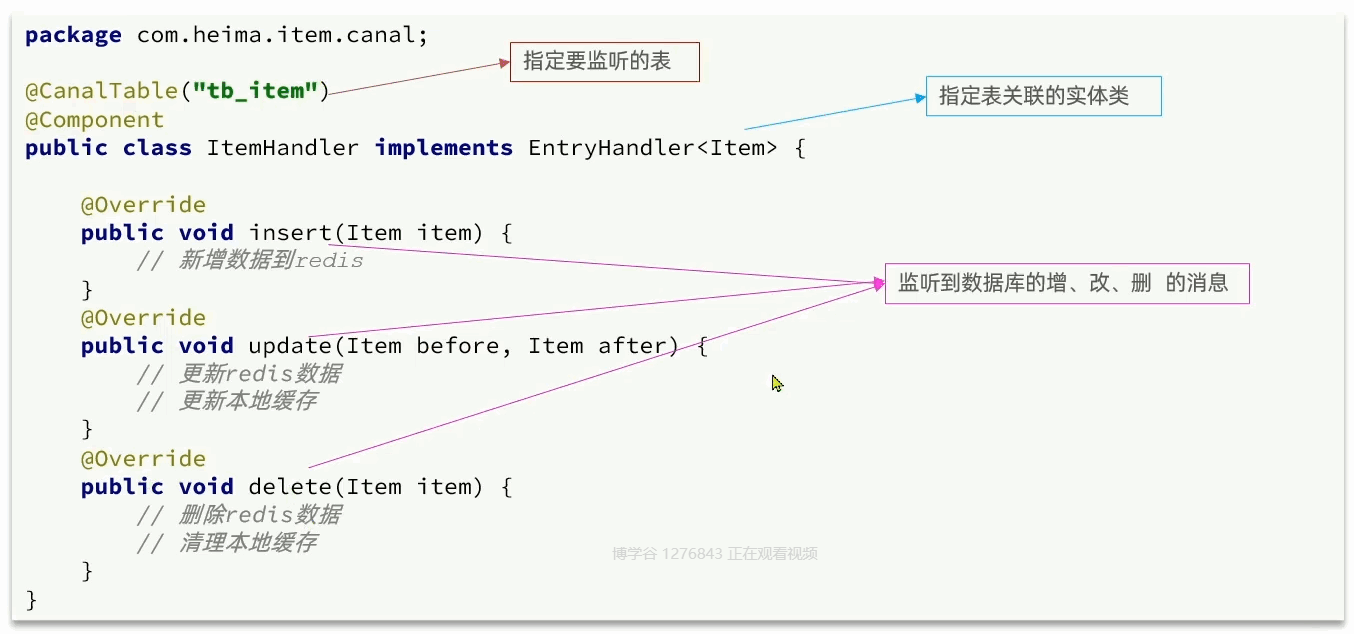 package com.heima.item.canal;
指定要监听的表
@CanalTable("tb_item")
指定表关联的实体类
@Component
public class ItemHandler implements EntryHandler<Item> {
@Override
public void insert(Item item) {
// 新增数据到redis
}
监听到数据库的增、改、删 的消息
@Override
public void update(Item before, Item after) {
// 更新redis数据
// 更新本地缓存
}
@Override
public void delete(Item item) {
// 删除redis数据
// 清理本地缓存
}
博学谷 1276843 正在观看视频
}